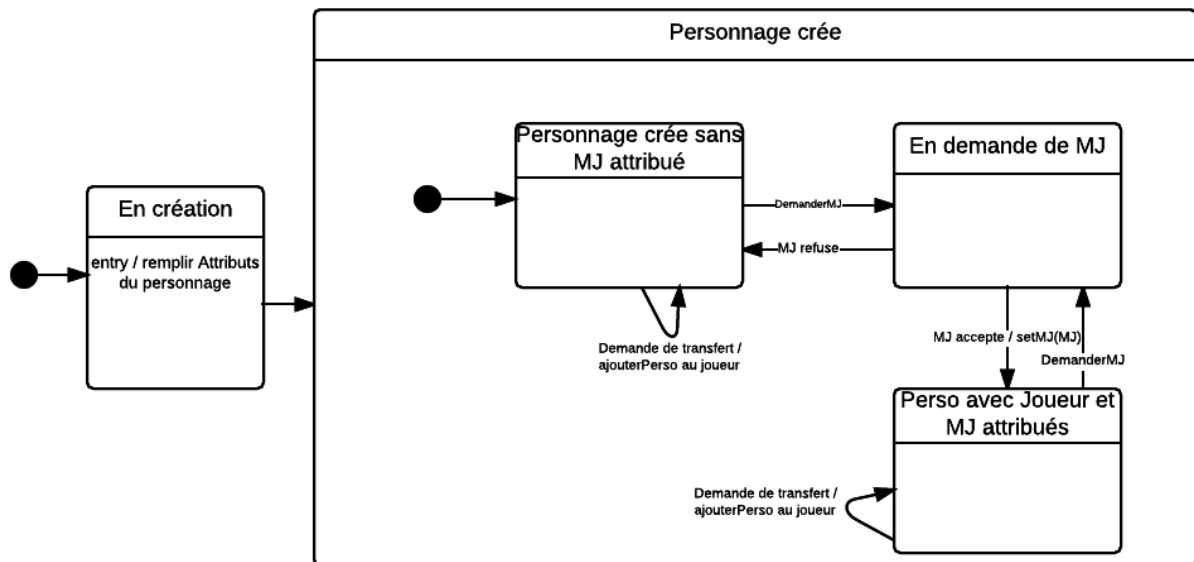 Personnage crée
Personnage crée sans
MJ attribué
En demande de MJ
En création
entry / remplir Attributs
du personnage
DemanderMJ
MJ refuse
Demande de transfert /
ajouterPerso au joueur
MJ accepte / setMJ(MJ)
DemanderMJ
Perso avec Joueur et
MJ attribués
Demande de transfert /
ajouterPerso au joueur